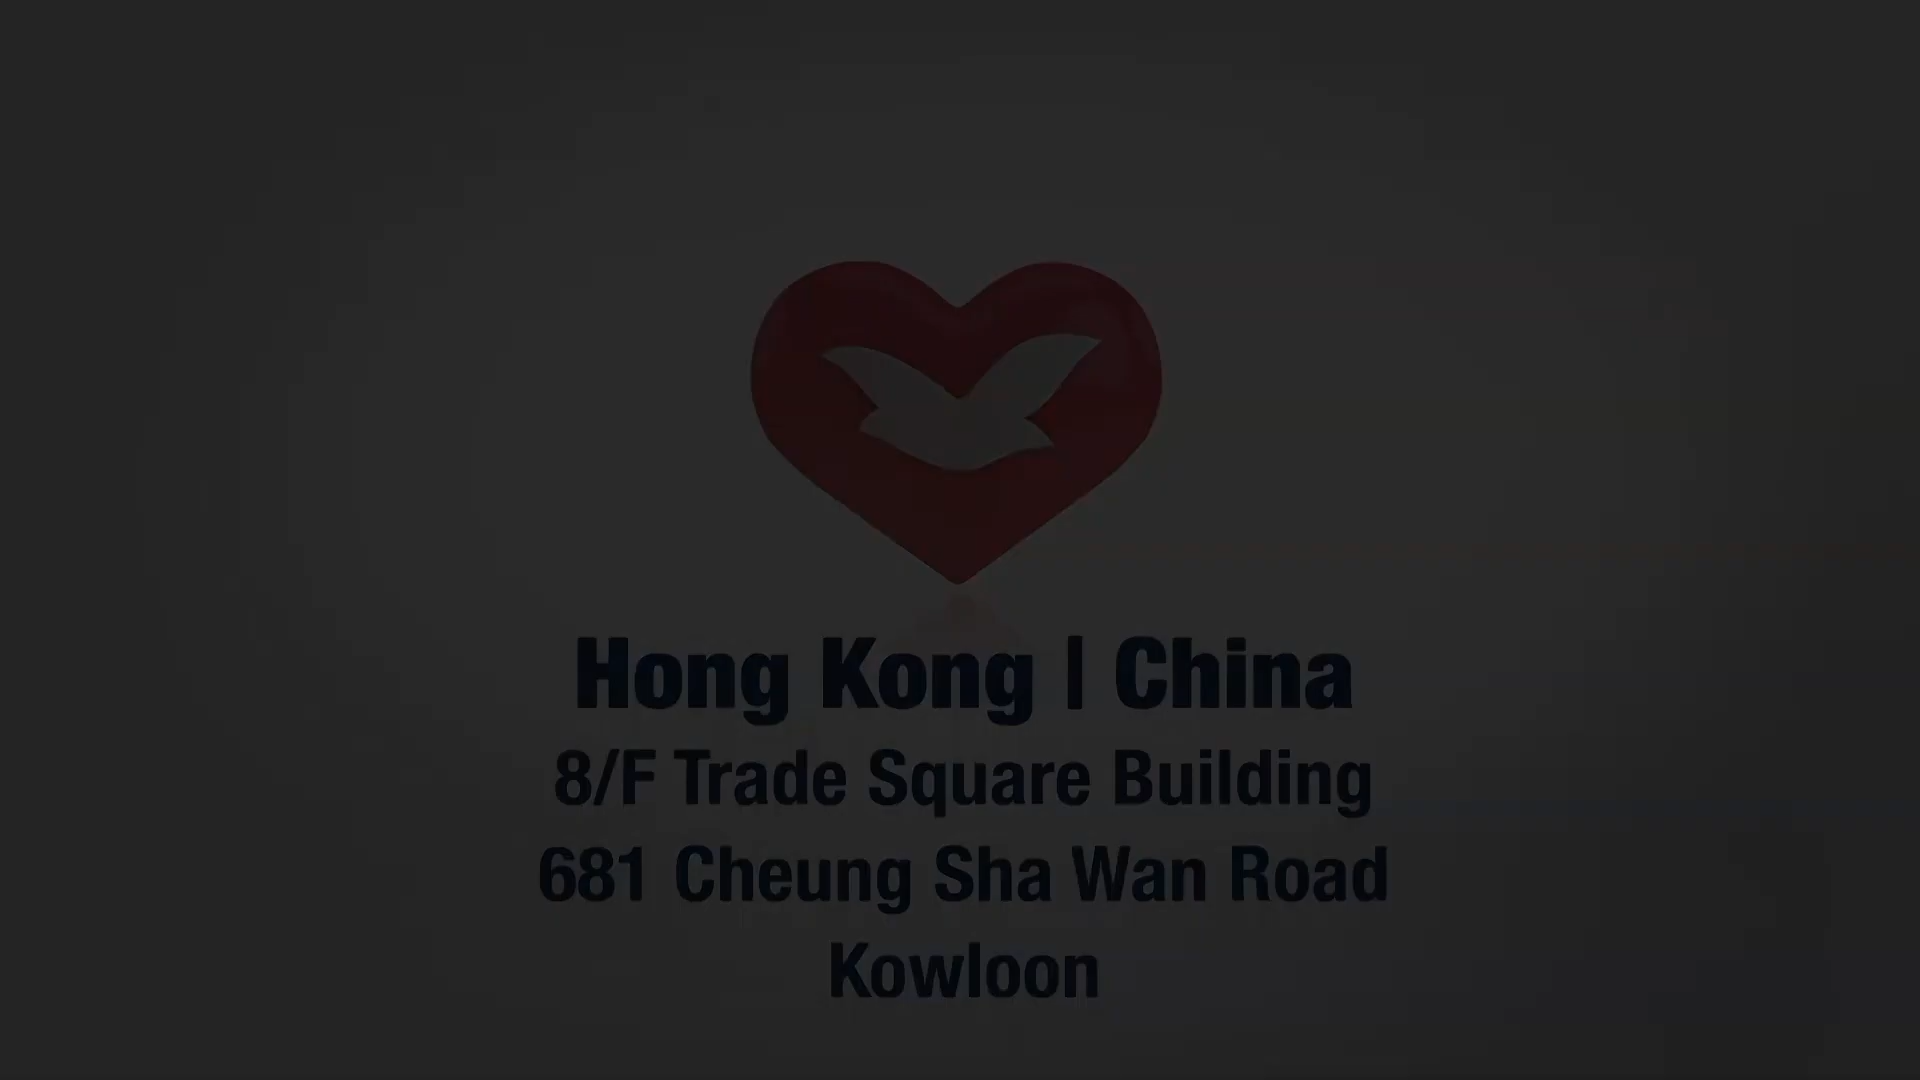 Hong Kong | China
8/F Trade Square Building
681 Cheung Sha Wan Road
Kowloon